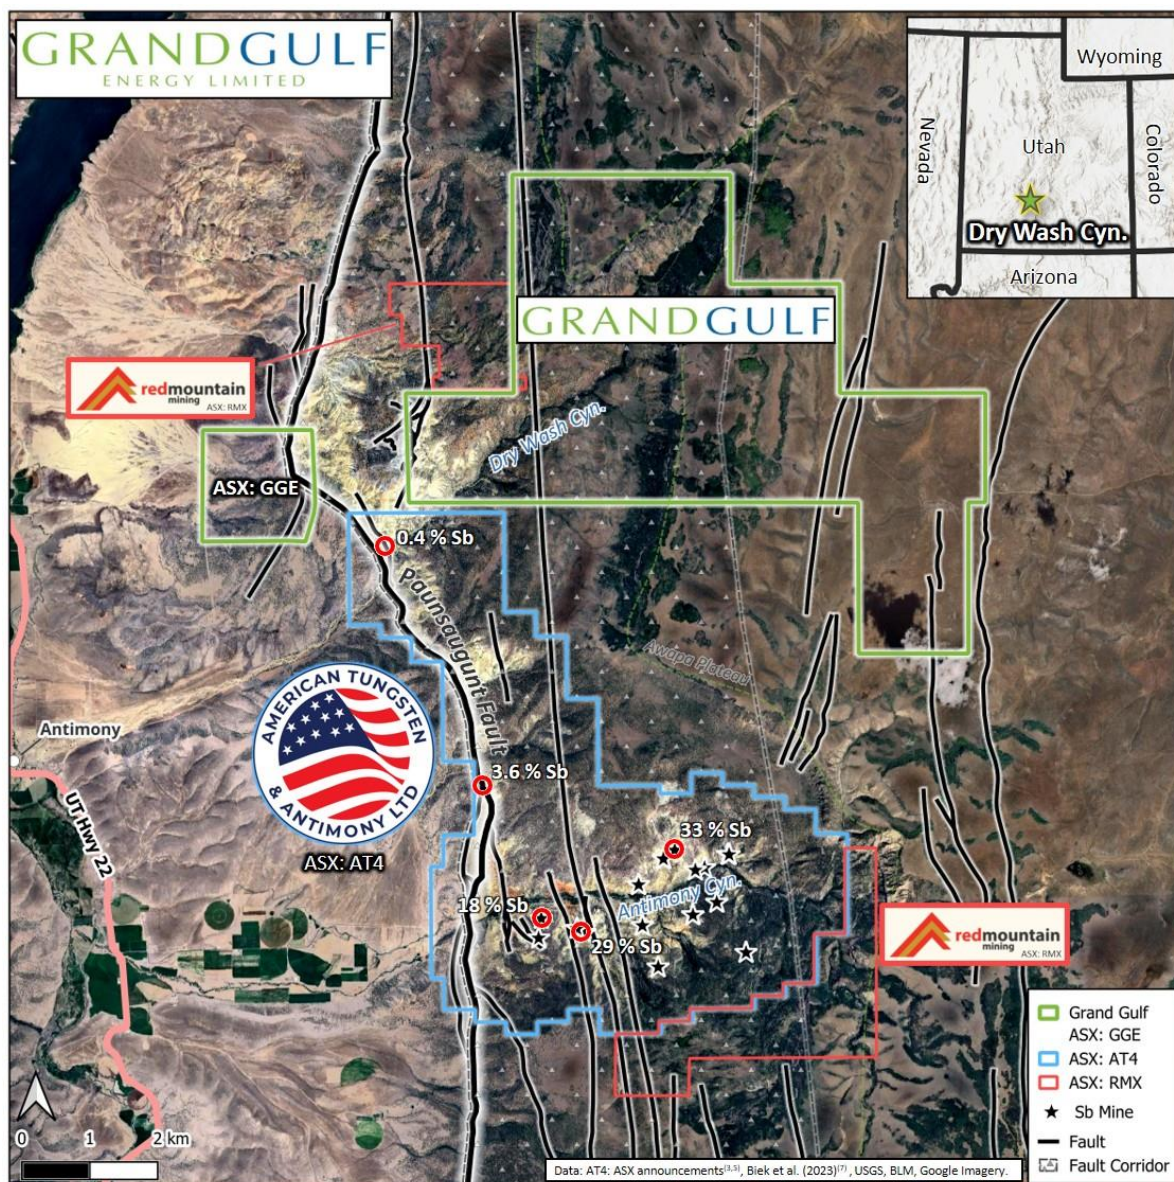 GRANDGULF
ENERGY LIMITED
Wyoming
Nevada
Utah
Colorado
Dry Wash Cyn.
Arizona
GRANDGULF
redmountain
mining
ASX: RMX
Dry Wash Cyn.
ASX: GGE
0.4 % Sb
Paunsaugunt Fault
Awapa Plateau
AMERICAN TUNGSTEN
& ANTIMONY LTD
ASX: AT4
Antimony
UT Hwy 22
3.6 % Sb
33 % Sb
Antimony Cyn.
18 % Sb
29 % Sb
redmountain
mining
ASX: RMX
Grand Gulf
ASX: GGE
ASX: AT4
ASX: RMX
Sb Mine
Fault
Fault Corridor
0 1 2 km
Data: AT4: ASX announcements(3,5), Biek et al. (2023)(7), USGS, BLM, Google Imagery.